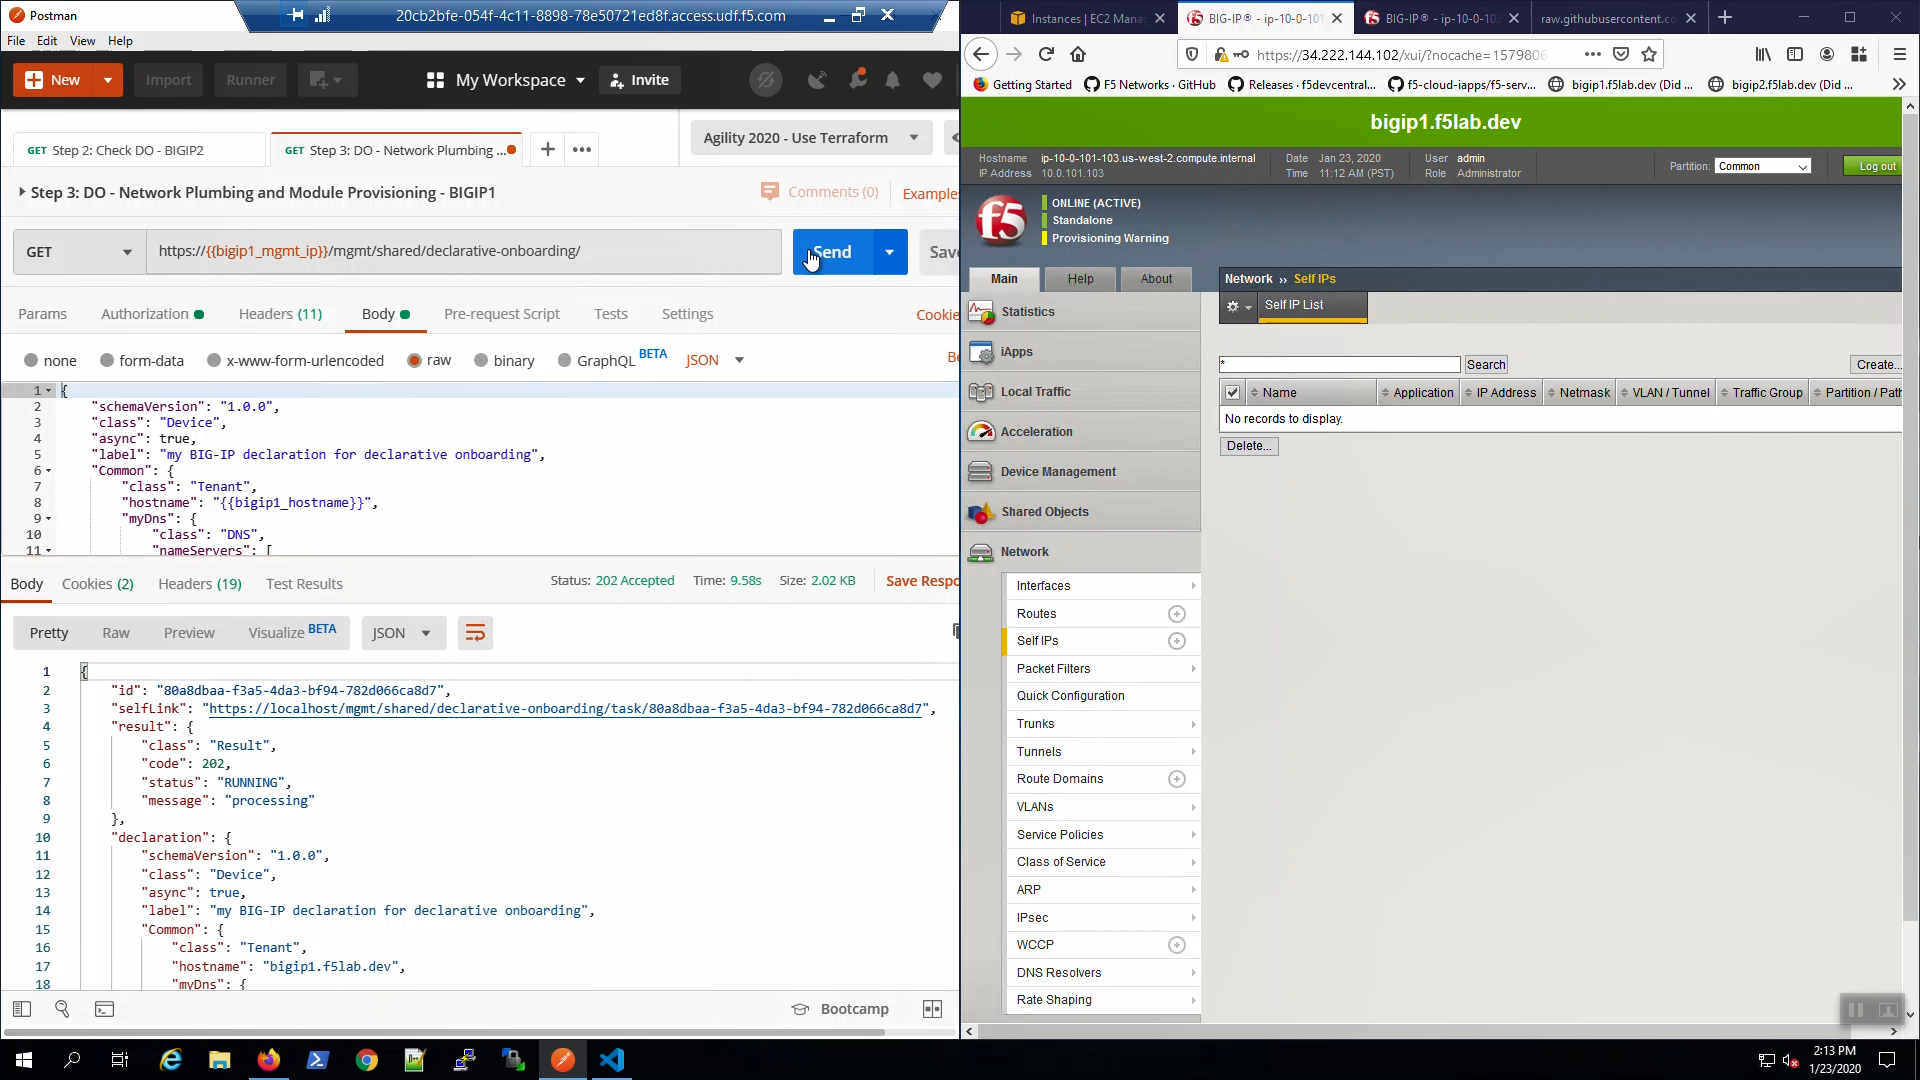 Postman
20cb2bfe-054f-4c11-8898-78e50721ed8f.access.udf.f5.com
File Edit View Help
New Import Runner My Workspace Invite
GET Step 2: Check DO - BIGIP2
GET Step 3: DO - Network Plumbing ...
Agility 2020 - Use Terraform
Step 3: DO - Network Plumbing and Module Provisioning - BIGIP1
Comments (0) Examples
GET https://{{bigip1_mgmt_ip}}/mgmt/shared/declarative-onboarding/ Send Save
Params Authorization Headers (11) Body Pre-request Script Tests Settings Cookie
none form-data x-www-form-urlencoded raw binary GraphQL BETA JSON Be
1 {
2 "schemaVersion": "1.0.0",
3 "class": "Device",
4 "async": true,
5 "label": "my BIG-IP declaration for declarative onboarding",
6 "Common": {
7 "class": "Tenant",
8 "hostname": "{{bigip1_hostname}}",
9 "myDns": {
10 "class": "DNS",
11 "nameServers": [
Body Cookies (2) Headers (19) Test Results Status: 202 Accepted Time: 9.58s Size: 2.02 KB Save Respo
Pretty Raw Preview Visualize BETA JSON
1 {
2 "id": "80a8dbaa-f3a5-4da3-bf94-782d066ca8d7",
3 "selfLink": "https://localhost/mgmt/shared/declarative-onboarding/task/80a8dbaa-f3a5-4da3-bf94-782d066ca8d7",
4 "result": {
5 "class": "Result",
6 "code": 202,
7 "status": "RUNNING",
8 "message": "processing"
9 },
10 "declaration": {
11 "schemaVersion": "1.0.0",
12 "class": "Device",
13 "async": true,
14 "label": "my BIG-IP declaration for declarative onboarding",
15 "Common": {
16 "class": "Tenant",
17 "hostname": "bigip1.f5lab.dev",
18 "myDns": {
Bootcamp
Instances | EC2 Mana
BIG-IP® - ip-10-0-101
BIG-IP® - ip-10-0-102
raw.githubusercontent.co
https://34.222.144.102/xui/?nocache=1579806
Getting Started F5 Networks · GitHub Releases · f5devcentral... f5-cloud-iapps/f5-serv... bigip1.f5lab.dev (Did ... bigip2.f5lab.dev (Did ...
bigip1.f5lab.dev
Hostname ip-10-0-101-103.us-west-2.compute.internal Date Jan 23, 2020 User admin
IP Address 10.0.101.103 Time 11:12 AM (PST) Role Administrator
Partition: Common Log out
f5
ONLINE (ACTIVE)
Standalone
Provisioning Warning
Main Help About
Network » Self IPs
Self IP List
* Search Create...
Name Application IP Address Netmask VLAN / Tunnel Traffic Group Partition / Path
No records to display.
Delete...
Statistics
iApps
Local Traffic
Acceleration
Device Management
Shared Objects
Network
Interfaces
Routes
Self IPs
Packet Filters
Quick Configuration
Trunks
Tunnels
Route Domains
VLANs
Service Policies
Class of Service
ARP
IPsec
WCCP
DNS Resolvers
Rate Shaping
2:13 PM
1/23/2020